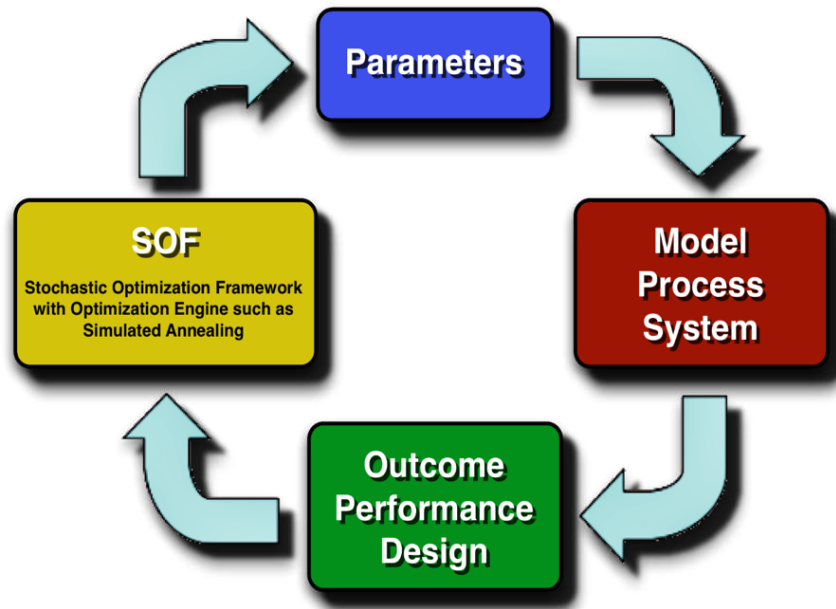 Parameters
SOF
Stochastic Optimization Framework
with Optimization Engine such as
Simulated Annealing
Model
Process
System
Outcome
Performance
Design